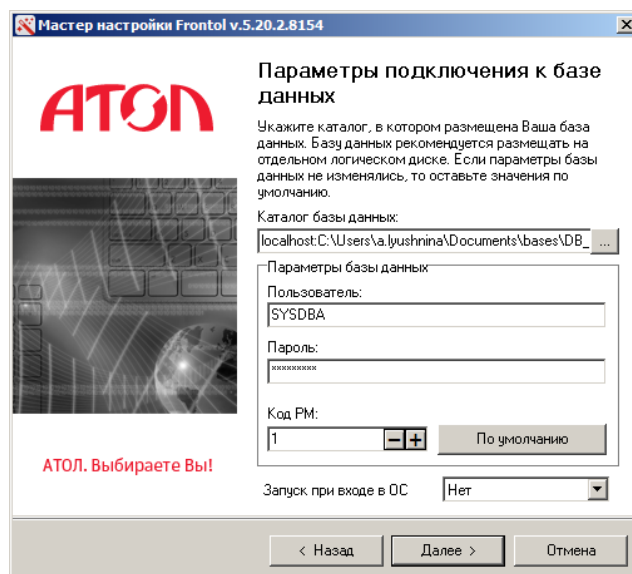 Мастер настройки Frontol v.5.20.2.8154
АТОЛ
Параметры подключения к базе
данных
Укажите каталог, в котором размещена Ваша база
данных. Базу данных рекомендуется размещать на
отдельном логическом диске. Если параметры базы
данных не изменялись, то оставьте значения по
умолчанию.
Каталог базы данных:
localhost:C:\Users\a.lyushnina\Documents\bases\DB_ ...
Параметры базы данных
Пользователь:
SYSDBA
Пароль:
*********
Код РМ:
1
По умолчанию
АТОЛ. Выбираете Вы!
Запуск при входе в ОС Нет
< Назад Далее > Отмена